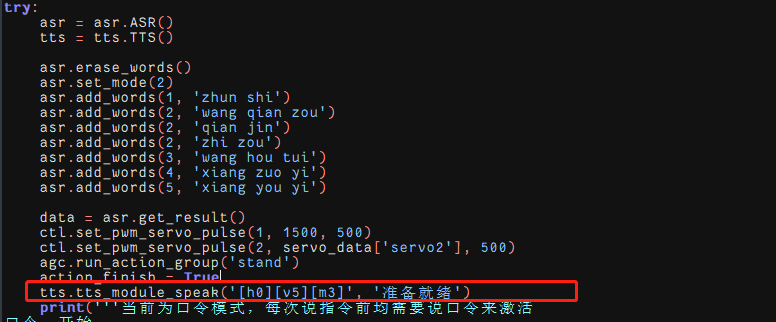 try:
asr = asr.ASR()
tts = tts.TTS()
asr.erase_words()
asr.set_mode(2)
asr.add_words(1, 'zhun shi')
asr.add_words(2, 'wang qian zou')
asr.add_words(2, 'qian jin')
asr.add_words(2, 'zhi zou')
asr.add_words(3, 'wang hou tui')
asr.add_words(4, 'xiang zuo yi')
asr.add_words(5, 'xiang you yi')
data = asr.get_result()
ctl.set_pwm_servo_pulse(1, 1500, 500)
ctl.set_pwm_servo_pulse(2, servo_data['servo2'], 500)
agc.run_action_group('stand')
action_finish = True
tts.tts_module_speak('[h0][v5][m3]', '准备就绪')
print('''当前为口令模式，每次说指令前均需要说口令来激活